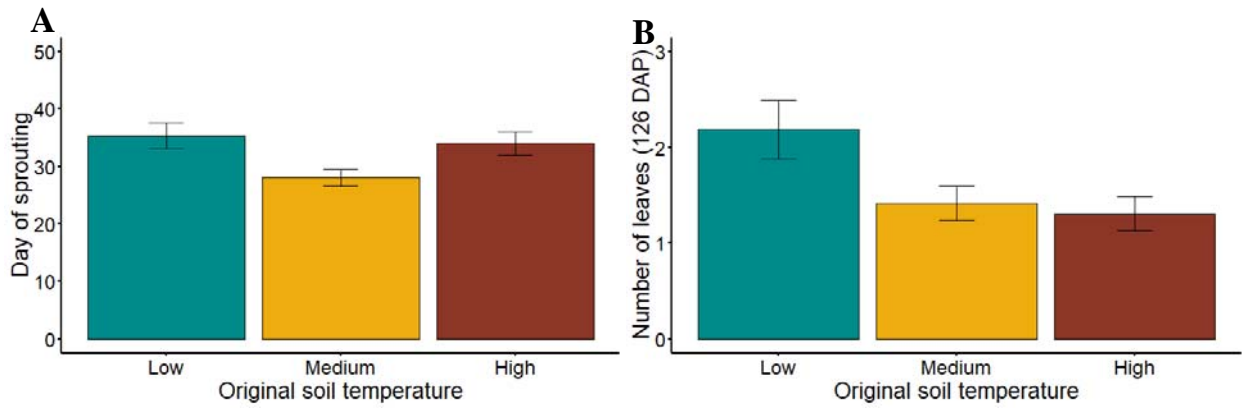 A
Day of sprouting
50
40
30
20
10
0
Low Medium High
Original soil temperature
B
Number of leaves (126 DAP)
3
2
1
0
Low Medium High
Original soil temperature